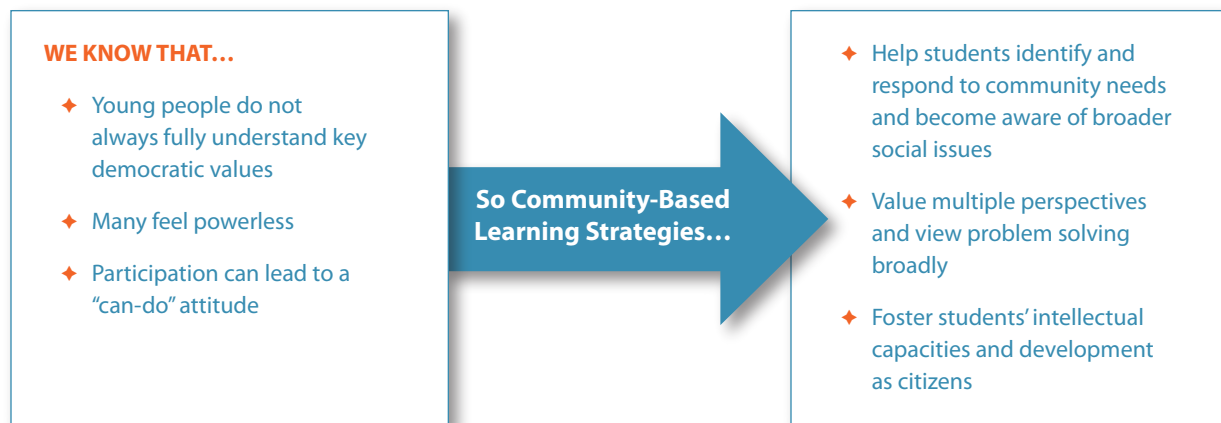 WE KNOW THAT…
Young people do not
always fully understand key
democratic values
Many feel powerless
Participation can lead to a
“can-do” attitude
So Community-Based
Learning Strategies…
Help students identify and
respond to community needs
and become aware of broader
social issues
Value multiple perspectives
and view problem solving
broadly
Foster students’ intellectual
capacities and development
as citizens